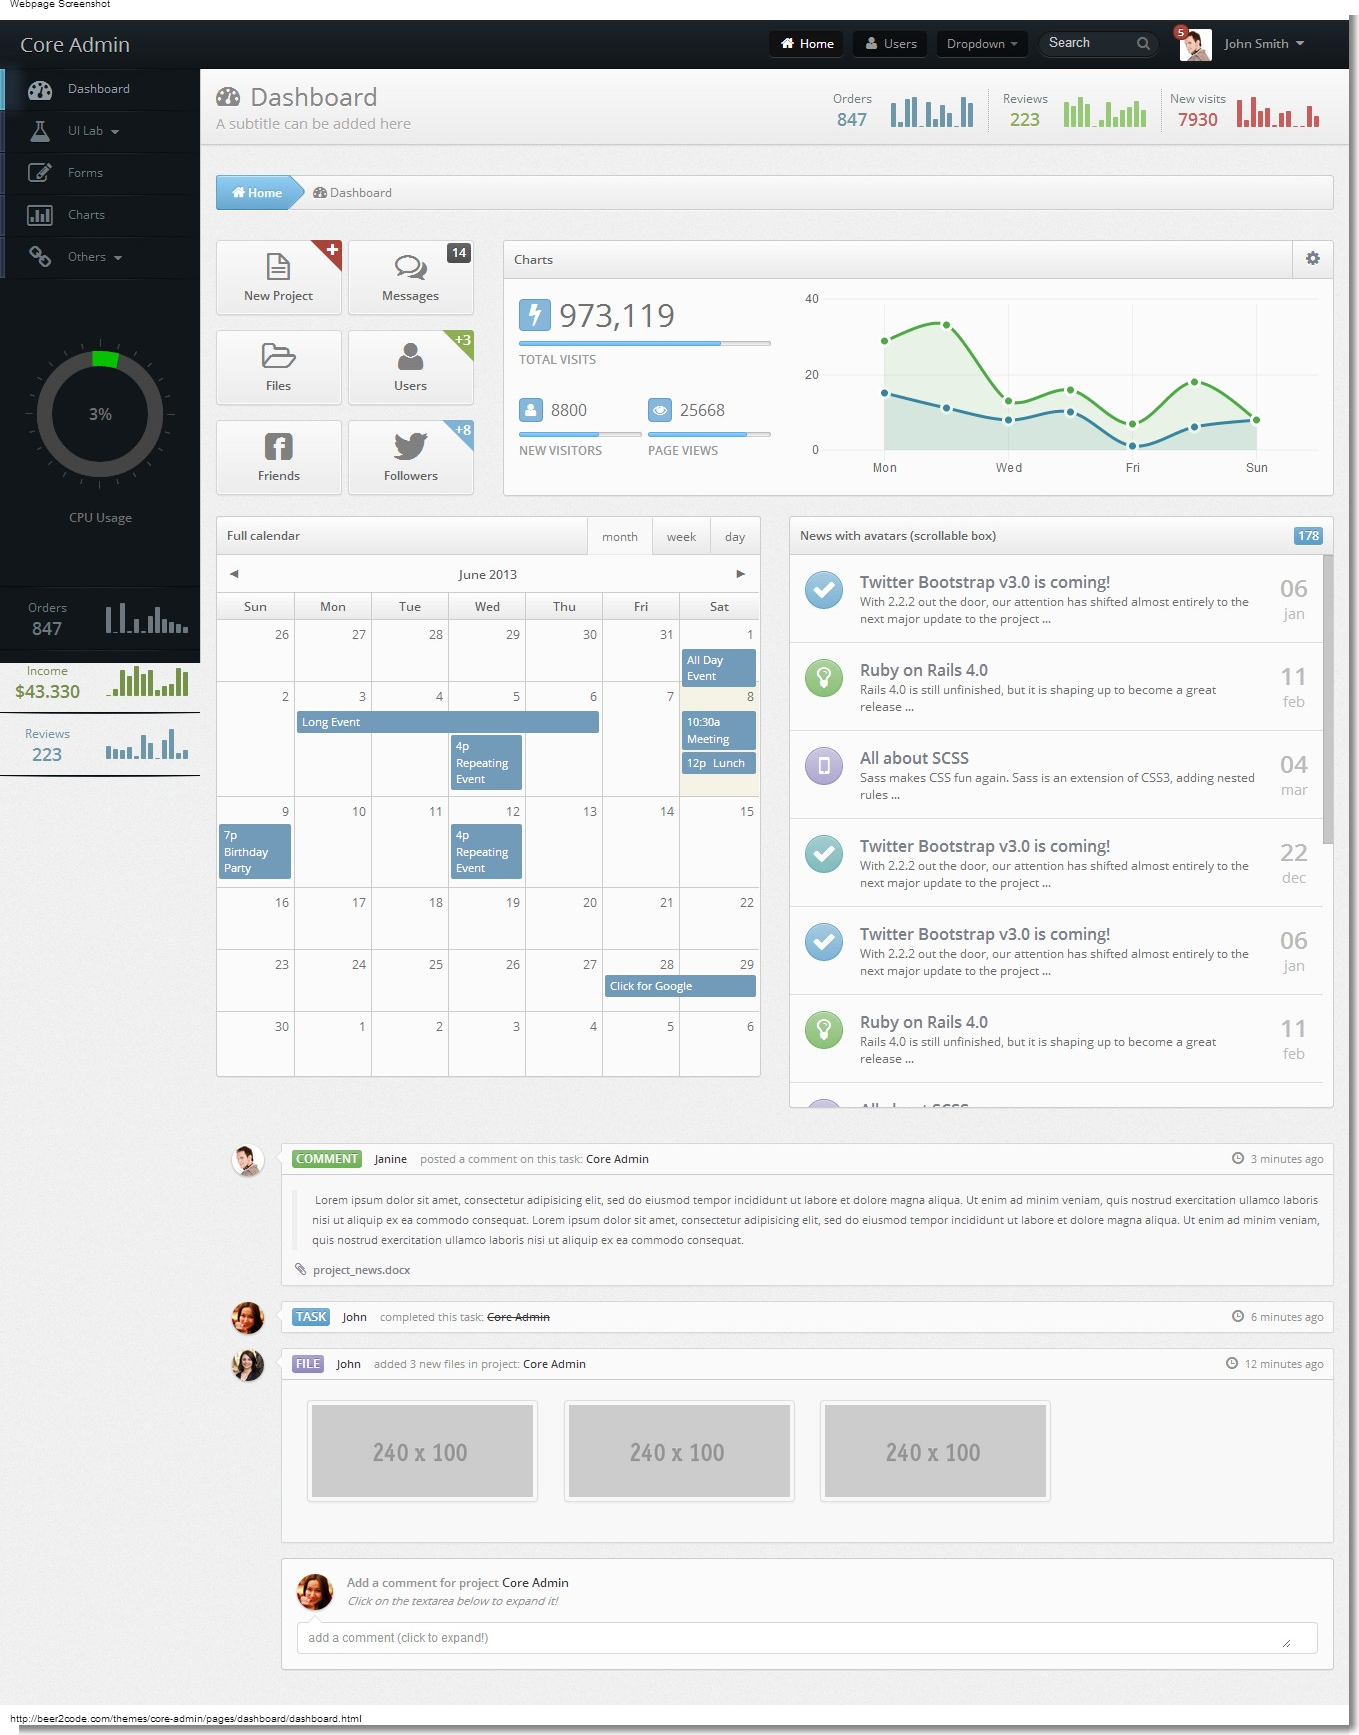 Webpage Screenshot
Core Admin
Home
Users
Dropdown
Search
5
John Smith
Dashboard
UI Lab
Forms
Charts
Others
3%
CPU Usage
Orders
847
Income
$43.330
Reviews
223
Dashboard
A subtitle can be added here
Orders
847
Reviews
223
New visits
7930
Home
Dashboard
New Project
14
Messages
Files
+3
Users
Friends
+8
Followers
Charts
973,119
TOTAL VISITS
8800
NEW VISITORS
25668
PAGE VIEWS
40
20
0
Mon Wed Fri Sun
Full calendar
month week day
June 2013
Sun Mon Tue Wed Thu Fri Sat
26 27 28 29 30 31 1
All Day
Event
2 3 4 5 6 7 8
Long Event
4p
Repeating
Event
10:30a
Meeting
12p Lunch
9 10 11 12 13 14 15
7p
Birthday
Party
4p
Repeating
Event
16 17 18 19 20 21 22
23 24 25 26 27 28 29
Click for Google
30 1 2 3 4 5 6
News with avatars (scrollable box)
178
Twitter Bootstrap v3.0 is coming!
With 2.2.2 out the door, our attention has shifted almost entirely to the
next major update to the project ...
06
jan
Ruby on Rails 4.0
Rails 4.0 is still unfinished, but it is shaping up to become a great
release ...
11
feb
All about SCSS
Sass makes CSS fun again. Sass is an extension of CSS3, adding nested
rules ...
04
mar
Twitter Bootstrap v3.0 is coming!
With 2.2.2 out the door, our attention has shifted almost entirely to the
next major update to the project ...
22
dec
Twitter Bootstrap v3.0 is coming!
With 2.2.2 out the door, our attention has shifted almost entirely to the
next major update to the project ...
06
jan
Ruby on Rails 4.0
Rails 4.0 is still unfinished, but it is shaping up to become a great
release ...
11
feb
COMMENT Janine posted a comment on this task: Core Admin
3 minutes ago
Lorem ipsum dolor sit amet, consectetur adipisicing elit, sed do eiusmod tempor incididunt ut labore et dolore magna aliqua. Ut enim ad minim veniam, quis nostrud exercitation ullamco laboris
nisi ut aliquip ex ea commodo consequat. Lorem ipsum dolor sit amet, consectetur adipisicing elit, sed do eiusmod tempor incididunt ut labore et dolore magna aliqua. Ut enim ad minim veniam,
quis nostrud exercitation ullamco laboris nisi ut aliquip ex ea commodo consequat.
project_news.docx
TASK John completed this task: Core Admin
6 minutes ago
FILE John added 3 new files in project: Core Admin
12 minutes ago
240 x 100
240 x 100
240 x 100
Add a comment for project Core Admin
Click on the textarea below to expand it!
add a comment (click to expand!)
http://beer2code.com/themes/core-admin/pages/dashboard/dashboard.html